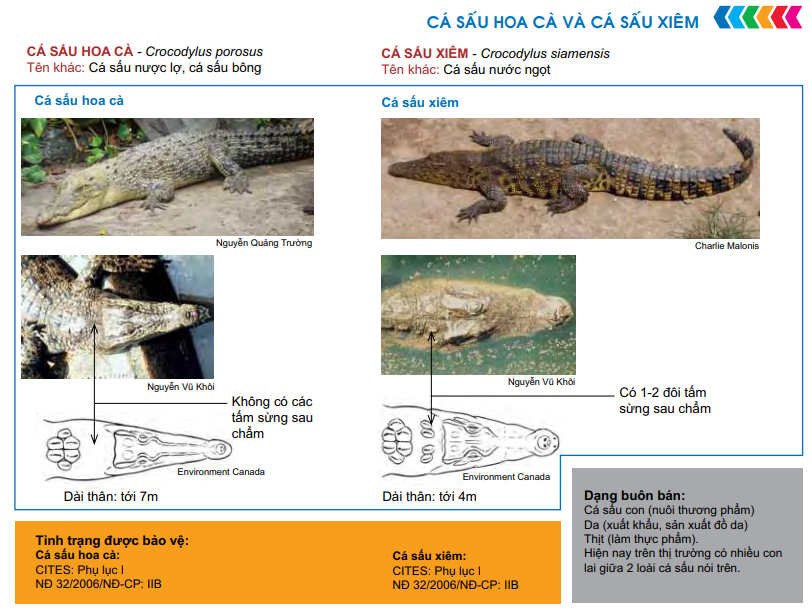 CÁ SẤU HOA CÀ VÀ CÁ SẤU XIÊM
CÁ SẤU HOA CÀ - Crocodylus porosus
Tên khác: Cá sấu nược lợ, cá sấu bông
CÁ SẤU XIÊM - Crocodylus siamensis
Tên khác: Cá sấu nước ngọt
Cá sấu hoa cà
Nguyễn Quảng Trường
Nguyễn Vũ Khôi
Không có các
tấm sừng sau
chẩm
Environment Canada
Dài thân: tới 7m
Cá sấu xiêm
Charlie Malonis
Nguyễn Vũ Khôi
Có 1-2 đôi tấm
sừng sau chẩm
Environment Canada
Dài thân: tới 4m
Dạng buôn bán:
Cá sấu con (nuôi thương phẩm)
Da (xuất khẩu, sản xuất đồ da)
Thịt (làm thực phẩm).
Hiện nay trên thị trường có nhiều con
lai giữa 2 loài cá sấu nói trên.
Tình trạng được bảo vệ:
Cá sấu hoa cà:
CITES: Phụ lục I
NĐ 32/2006/NĐ-CP: IIB
Cá sấu xiêm:
CITES: Phụ lục I
NĐ 32/2006/NĐ-CP: IIB